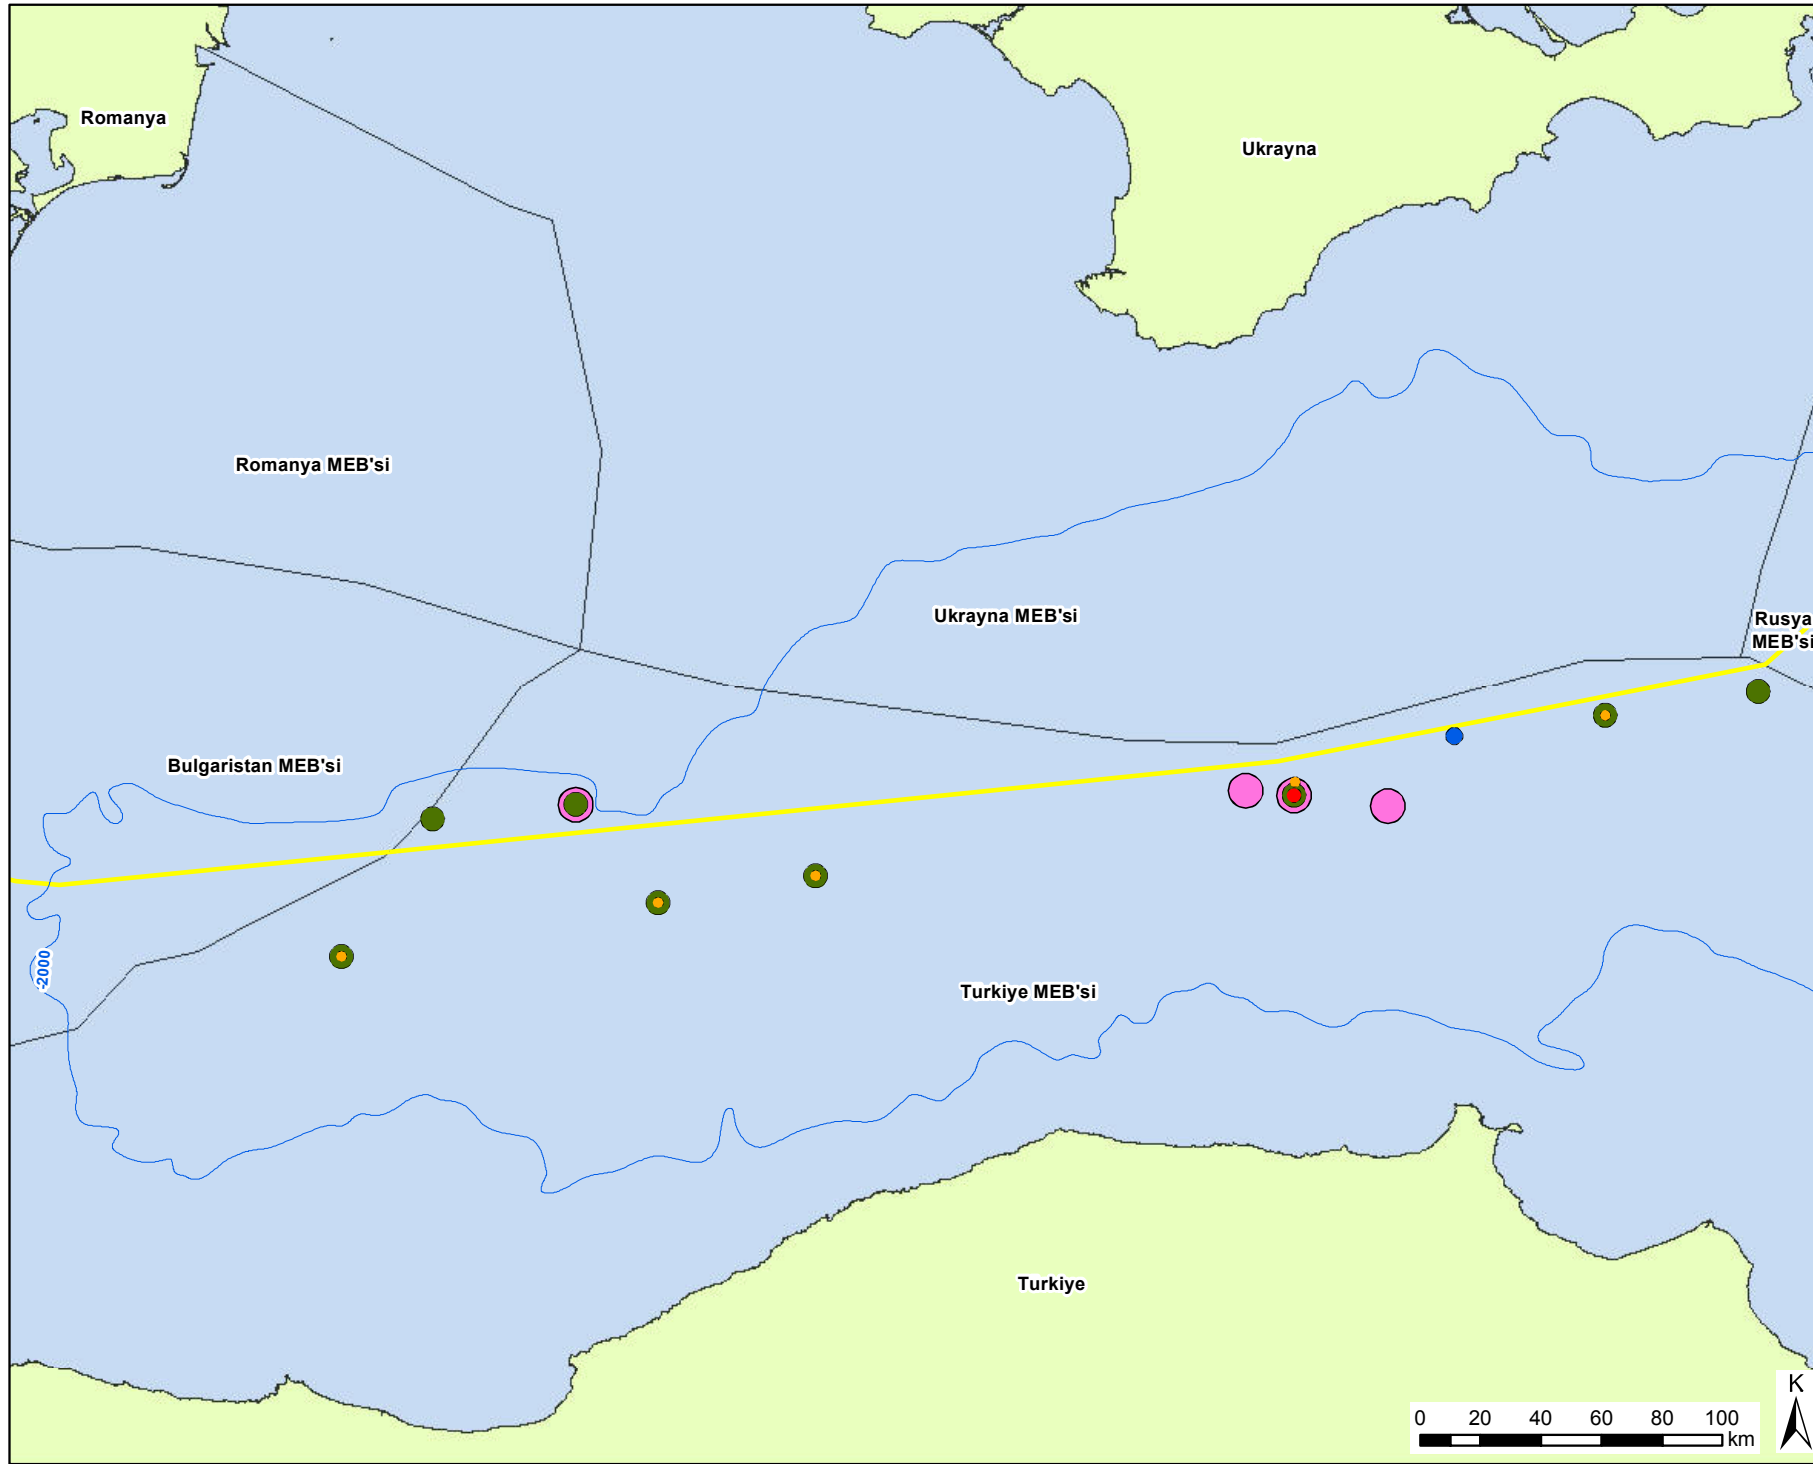 Romanya
Ukrayna
Romanya MEB'si
Ukrayna MEB'si
Rusya
MEB'si
Bulgaristan MEB'si
-2000
Turkiye MEB'si
Turkiye
K
0 20 40 60 80 100
km